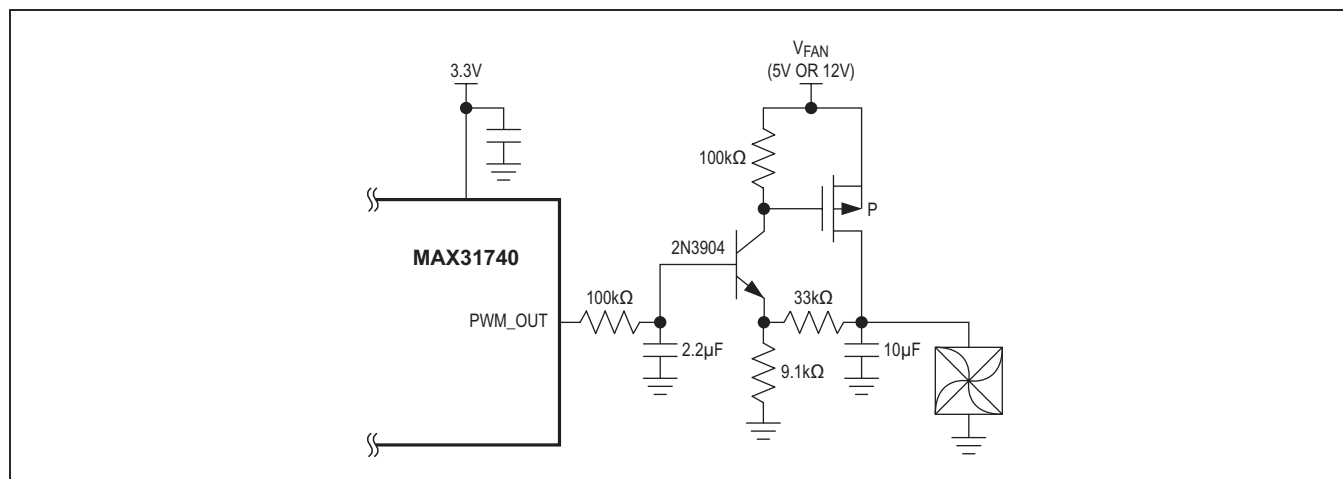 V_FAN
(5V OR 12V)
3.3V
100kΩ
P
MAX31740
2N3904
100kΩ
33kΩ
PWM_OUT
2.2µF
10µF
9.1kΩ